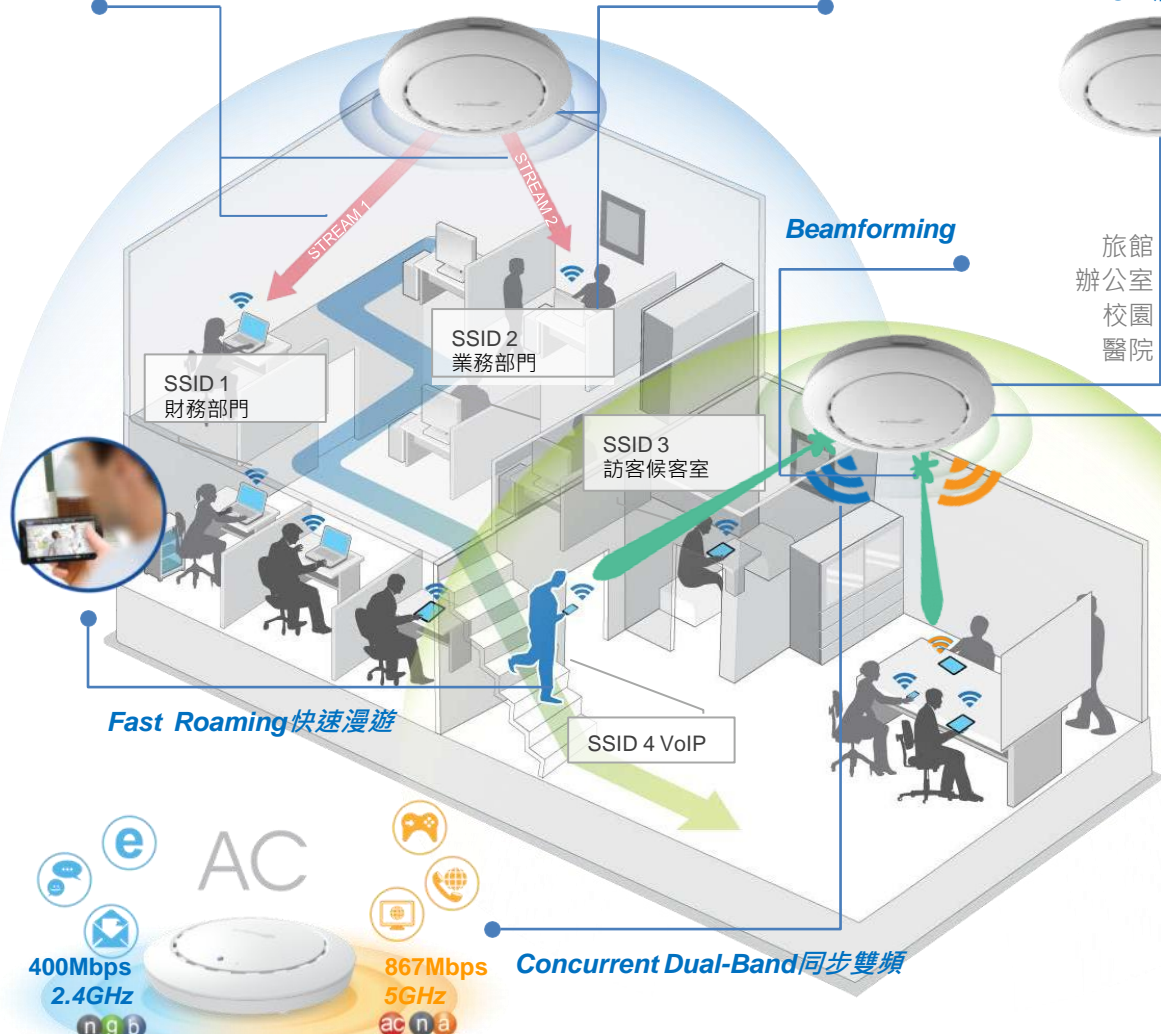 STREAM 1
STREAM 2
Beamforming
旅館
辦公室
校園
醫院
SSID 1
財務部門
SSID 2
業務部門
SSID 3
訪客候客室
Fast Roaming快速漫遊
SSID 4 VoIP
AC
e
400Mbps
2.4GHz
n g b
867Mbps
5GHz
ac n a
Concurrent Dual-Band同步雙頻